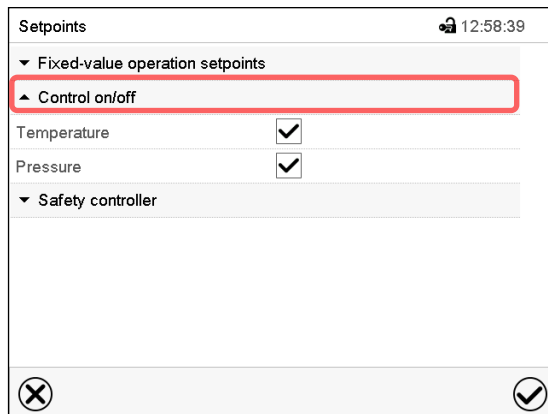 Setpoints 12:58:39
Fixed-value operation setpoints
Control on/off
Temperature
Pressure
Safety controller